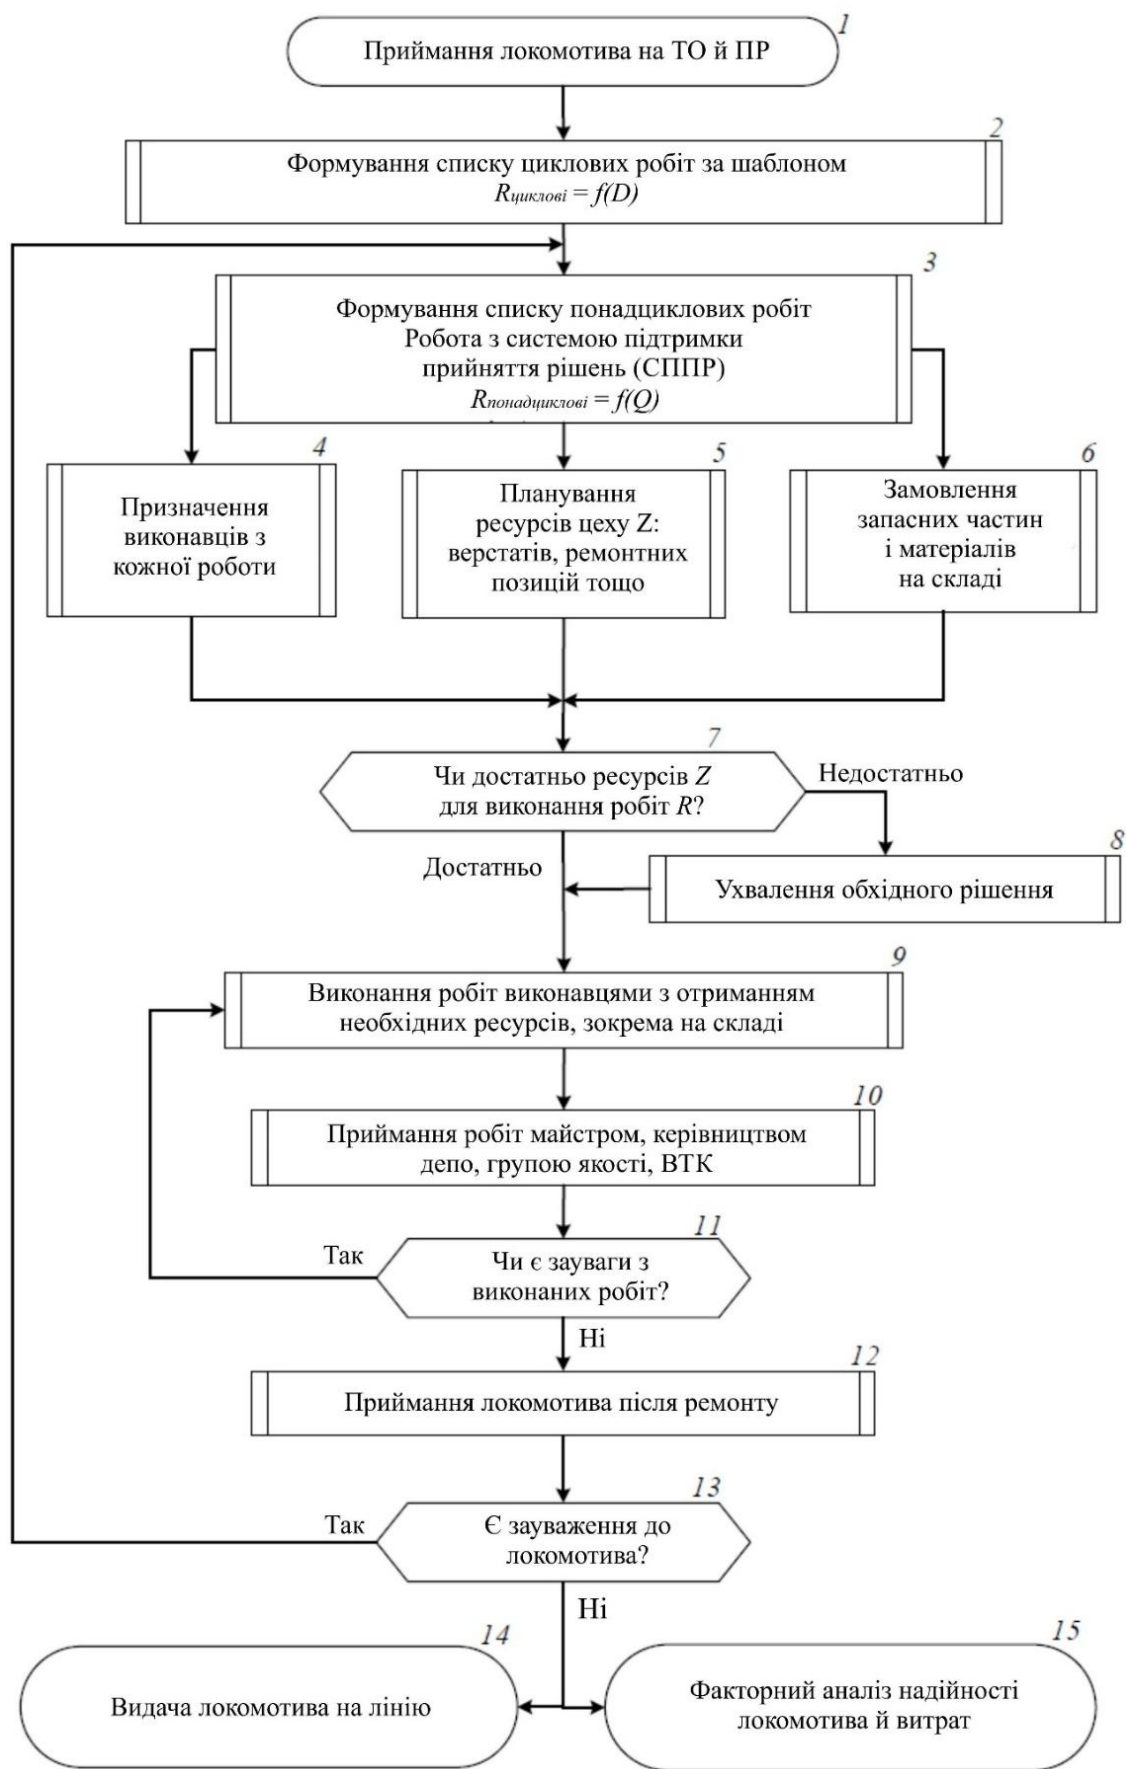 1
Приймання локомотива на ТО й ПР
2
Формування списку циклових робіт за шаблоном
Rциклові = f(D)
3
Формування списку понадциклових робіт
Робота з системою підтримки
прийняття рішень (СППР)
Rпонадциклові = f(Q)
4
Призначення
виконавців з
кожної роботи
5
Планування
ресурсів цеху Z:
верстатів, ремонтних
позицій тощо
6
Замовлення
запасних частин
і матеріалів
на складі
7
Чи достатньо ресурсів Z
для виконання робіт R?
Недостатньо
Достатньо
8
Ухвалення обхідного рішення
9
Виконання робіт виконавцями з отриманням
необхідних ресурсів, зокрема на складі
10
Приймання робіт майстром, керівництвом
депо, групою якості, ВТК
11
Так
Чи є зауваги з
виконаних робіт?
Ні
12
Приймання локомотива після ремонту
13
Так
Є зауваження до
локомотива?
Ні
14
Видача локомотива на лінію
15
Факторний аналіз надійності
локомотива й витрат